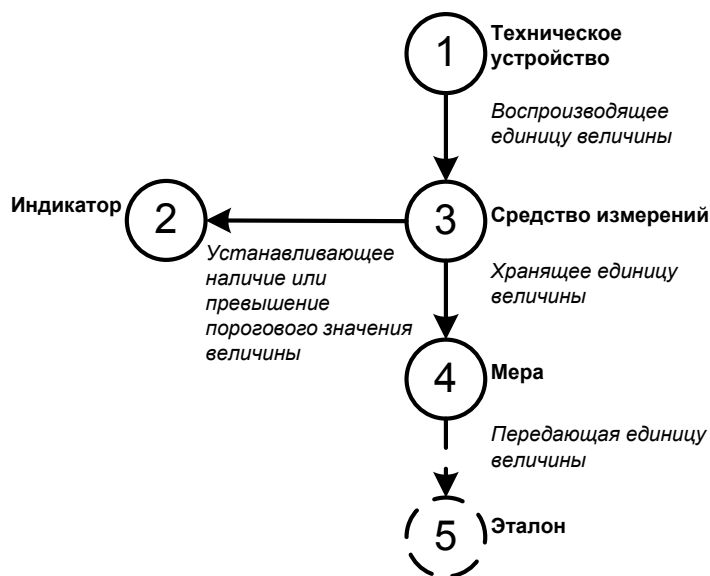 1
Техническое
устройство
Воспроизводящее
единицу величины
Индикатор
2
3
Средство измерений
Устанавливающее
наличие или
превышение
порогового значения
величины
Хранящее единицу
величины
4
Мера
Передающая единицу
величины
5
Эталон